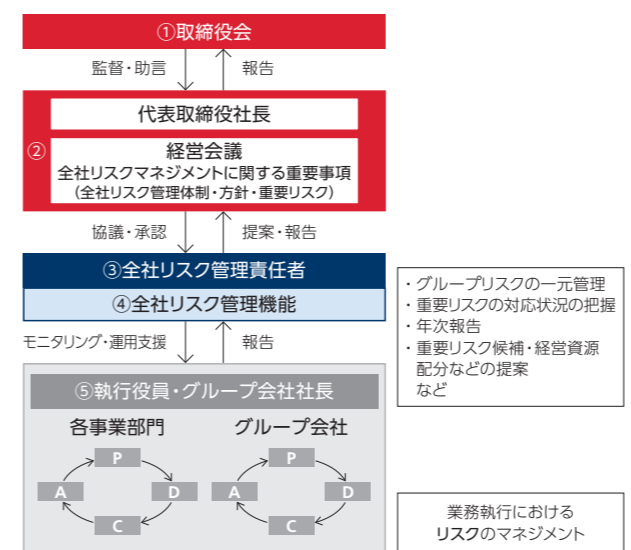 ①取締役会
監督・助言
報告
代表取締役社長
②
経営会議
全社リスクマネジメントに関する重要事項
(全社リスク管理体制・方針・重要リスク)
協議・承認
提案・報告
③全社リスク管理責任者
④全社リスク管理機能
・グループリスクの一元管理
・重要リスクの対応状況の把握
・年次報告
・重要リスク候補・経営資源
配分などの提案
など
モニタリング・運用支援
報告
⑤執行役員・グループ会社社長
各事業部門
グループ会社
P
A
D
C
P
A
D
C
業務執行における
リスクのマネジメント